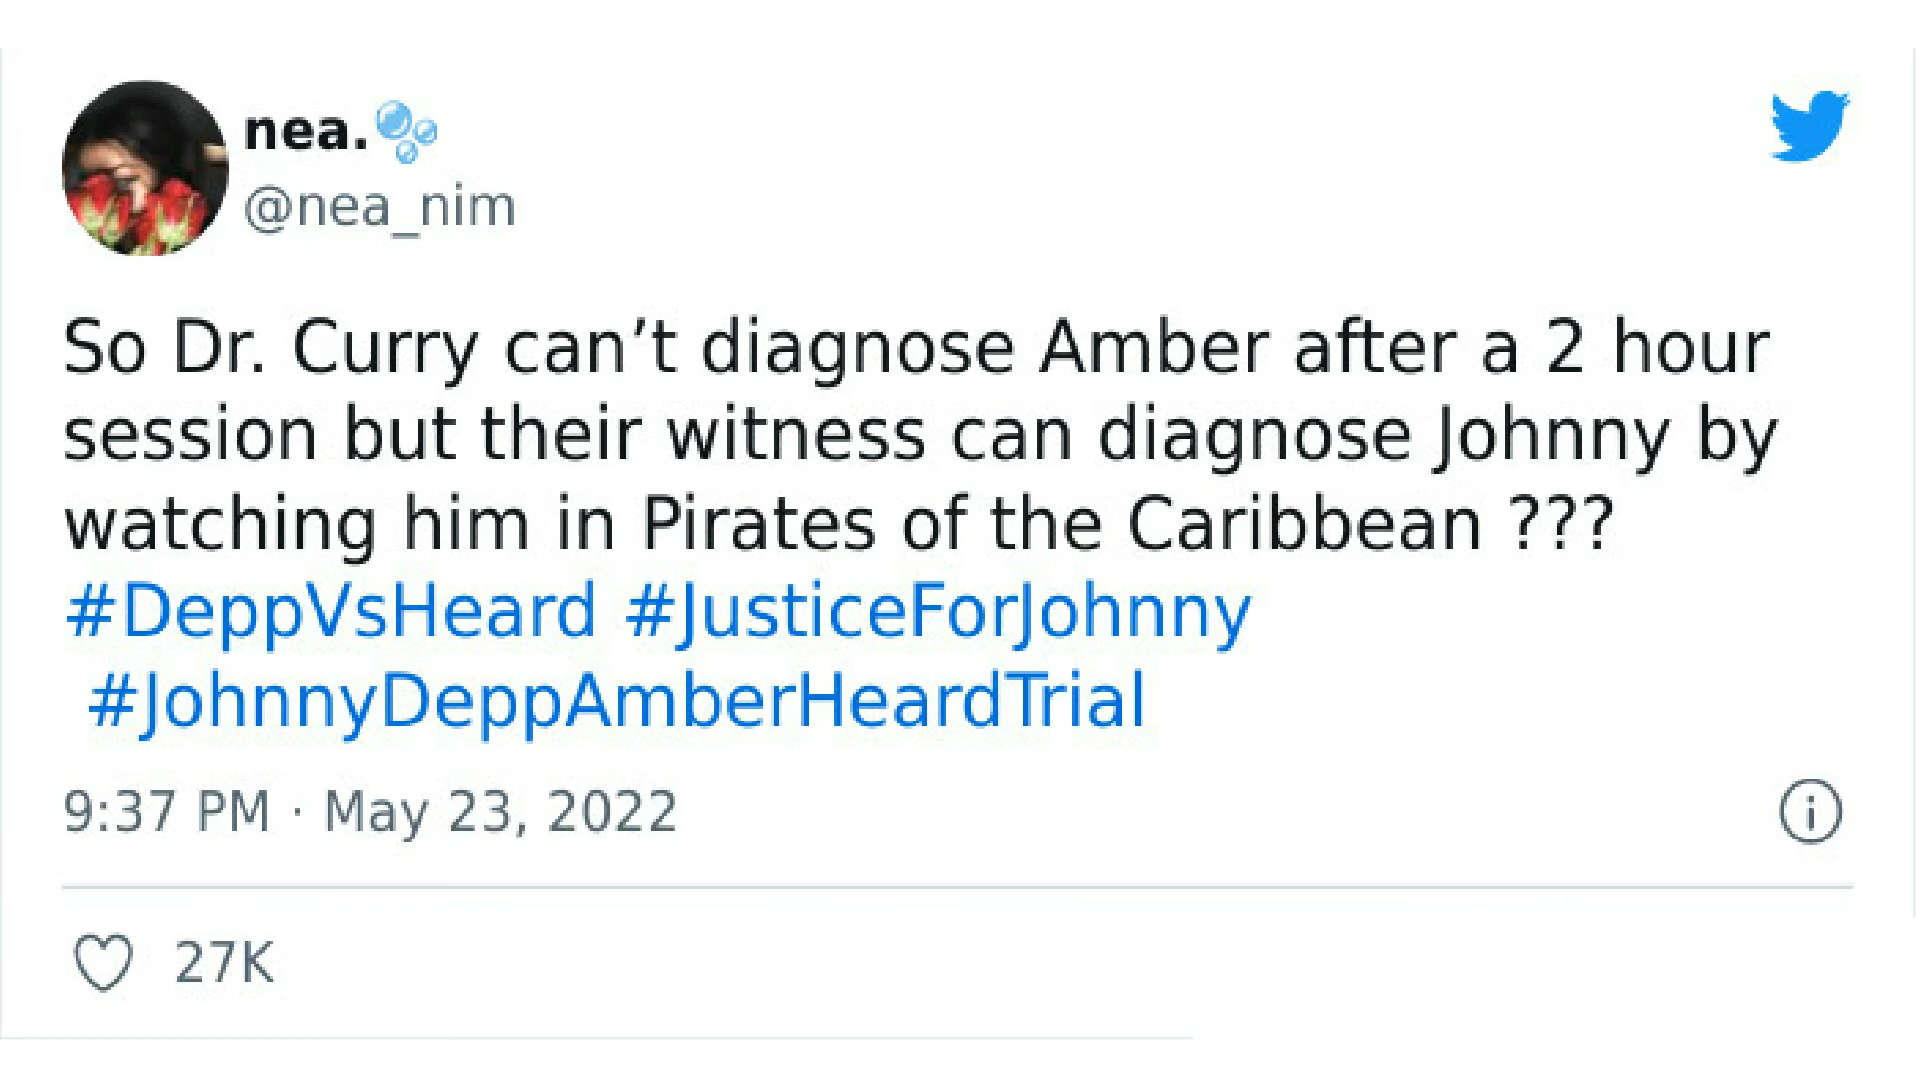 nea.🫧
@nea_nim
So Dr. Curry can’t diagnose Amber after a 2 hour
session but their witness can diagnose Johnny by
watching him in Pirates of the Caribbean ???
#DeppVsHeard #JusticeForJohnny
#JohnnyDeppAmberHeardTrial
9:37 PM · May 23, 2022
27K